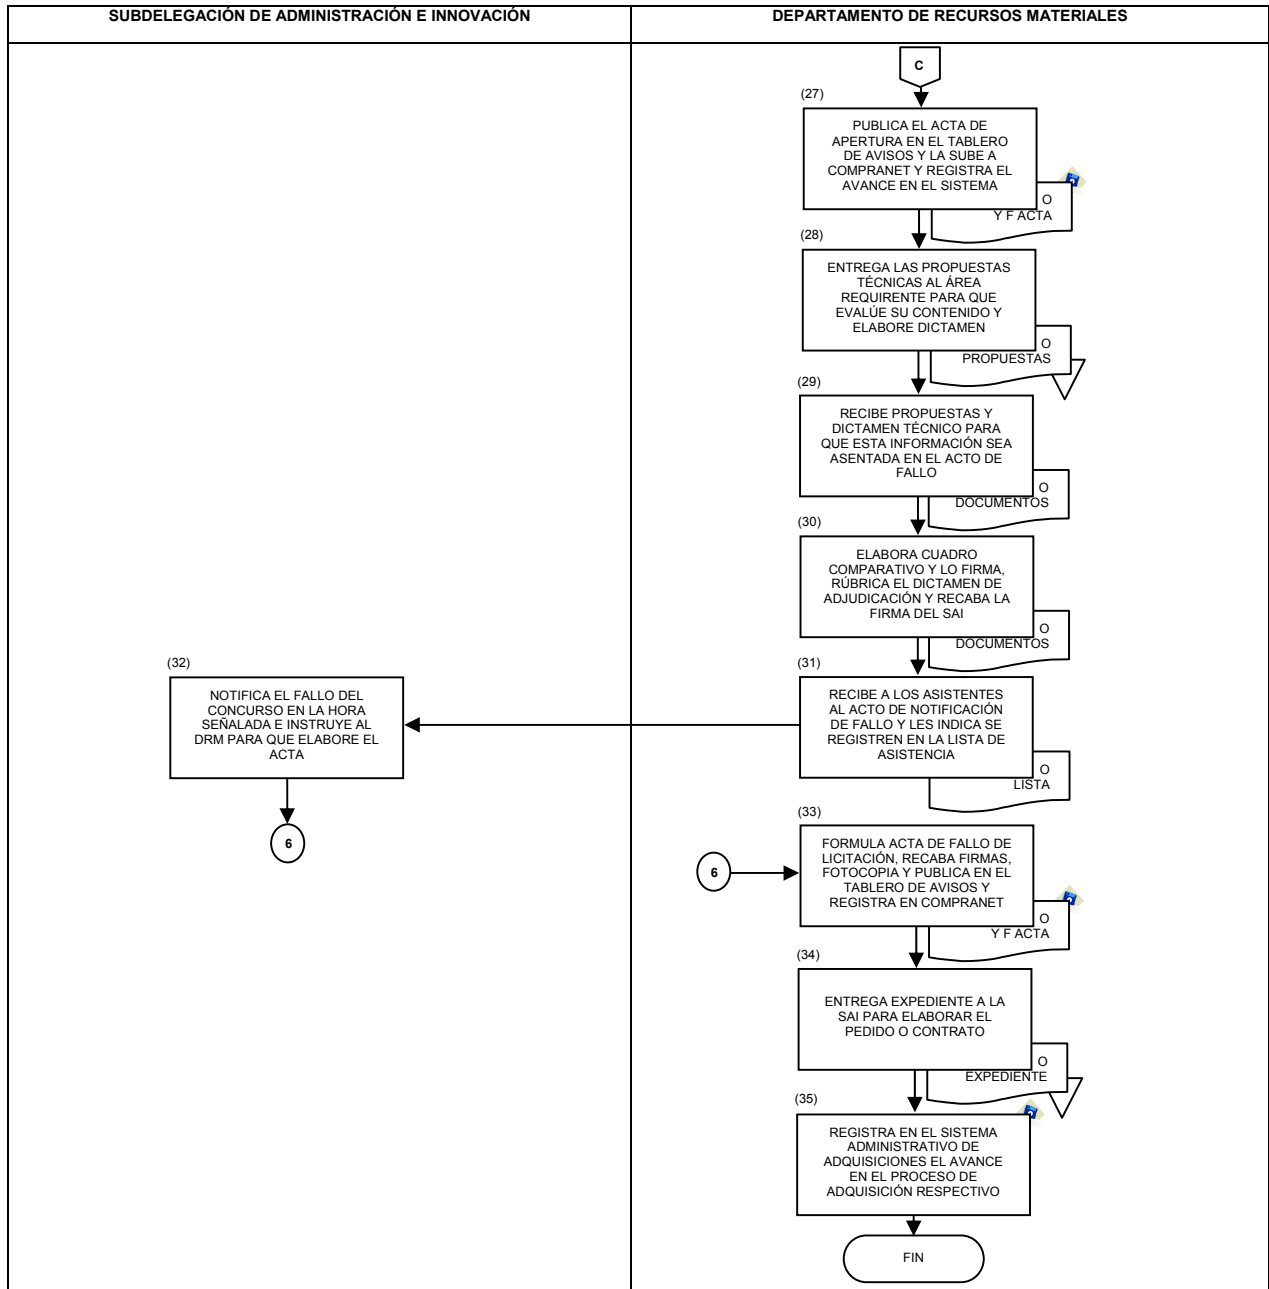 SUBDELEGACIÓN DE ADMINISTRACIÓN E INNOVACIÓN
DEPARTAMENTO DE RECURSOS MATERIALES
C
(27)
PUBLICA EL ACTA DE
APERTURA EN EL TABLERO
DE AVISOS Y LA SUBE A
COMPRANET Y REGISTRA EL
AVANCE EN EL SISTEMA
O
Y F ACTA
(28)
ENTREGA LAS PROPUESTAS
TÉCNICAS AL ÁREA
REQUIRENTE PARA QUE
EVALÚE SU CONTENIDO Y
ELABORE DICTAMEN
O
PROPUESTAS
(29)
RECIBE PROPUESTAS Y
DICTAMEN TÉCNICO PARA
QUE ESTA INFORMACIÓN SEA
ASENTADA EN EL ACTO DE
FALLO
O
DOCUMENTOS
(30)
ELABORA CUADRO
COMPARATIVO Y LO FIRMA,
RÚBRICA EL DICTAMEN DE
ADJUDICACIÓN Y RECABA LA
FIRMA DEL SAI
O
DOCUMENTOS
(31)
RECIBE A LOS ASISTENTES
AL ACTO DE NOTIFICACIÓN
DE FALLO Y LES INDICA SE
REGISTREN EN LA LISTA DE
ASISTENCIA
O
LISTA
(32)
NOTIFICA EL FALLO DEL
CONCURSO EN LA HORA
SEÑALADA E INSTRUYE AL
DRM PARA QUE ELABORE EL
ACTA
6
(33)
6
FORMULA ACTA DE FALLO DE
LICITACIÓN, RECABA FIRMAS,
FOTOCOPIA Y PUBLICA EN EL
TABLERO DE AVISOS Y
REGISTRA EN COMPRANET
O
Y F ACTA
(34)
ENTREGA EXPEDIENTE A LA
SAI PARA ELABORAR EL
PEDIDO O CONTRATO
O
EXPEDIENTE
(35)
REGISTRA EN EL SISTEMA
ADMINISTRATIVO DE
ADQUISICIONES EL AVANCE
EN EL PROCESO DE
ADQUISICIÓN RESPECTIVO
FIN